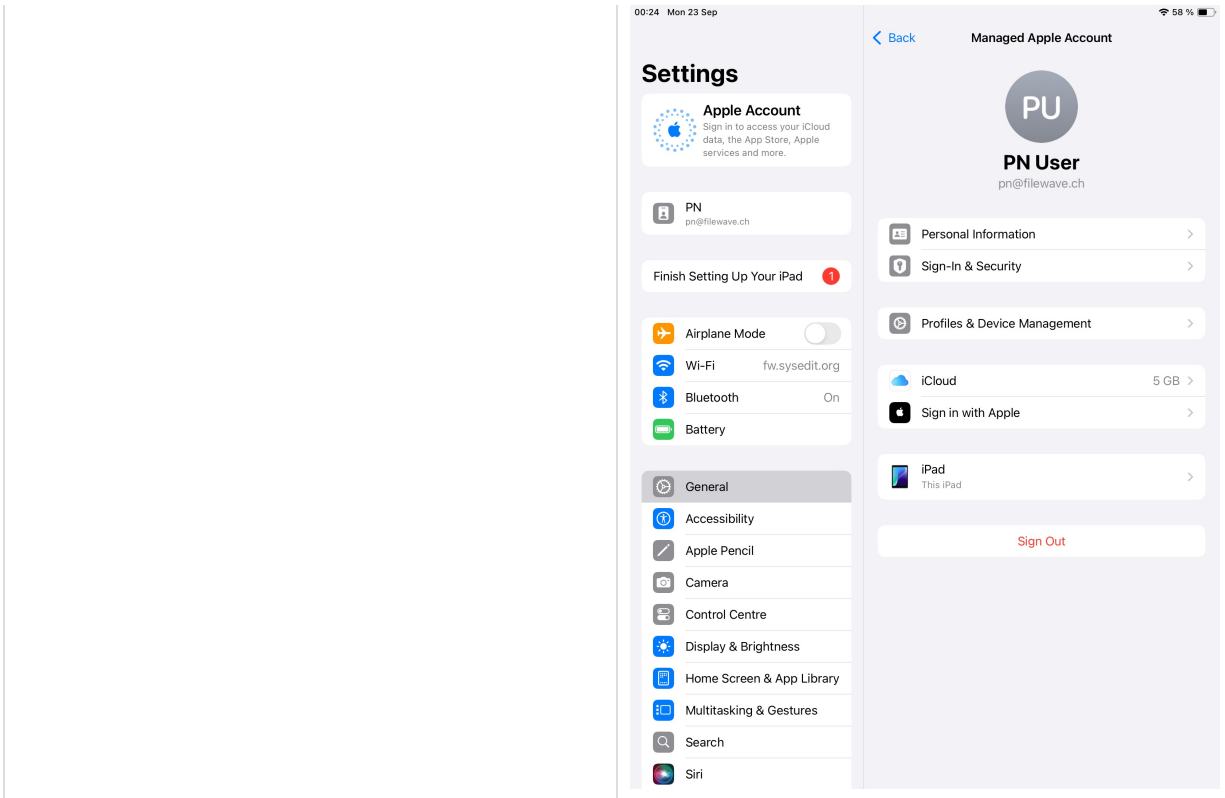 00:24 Mon 23 Sep
58 %
Settings
Apple Account
Sign in to access your iCloud
data, the App Store, Apple
services and more.
PN
pn@filewave.ch
Finish Setting Up Your iPad 1
Airplane Mode
Wi-Fi fw.sysedit.org
Bluetooth On
Battery
General
Accessibility
Apple Pencil
Camera
Control Centre
Display & Brightness
Home Screen & App Library
Multitasking & Gestures
Search
Siri
Back Managed Apple Account
PU
PN User
pn@filewave.ch
Personal Information
Sign-In & Security
Profiles & Device Management
iCloud 5 GB
Sign in with Apple
iPad
This iPad
Sign Out